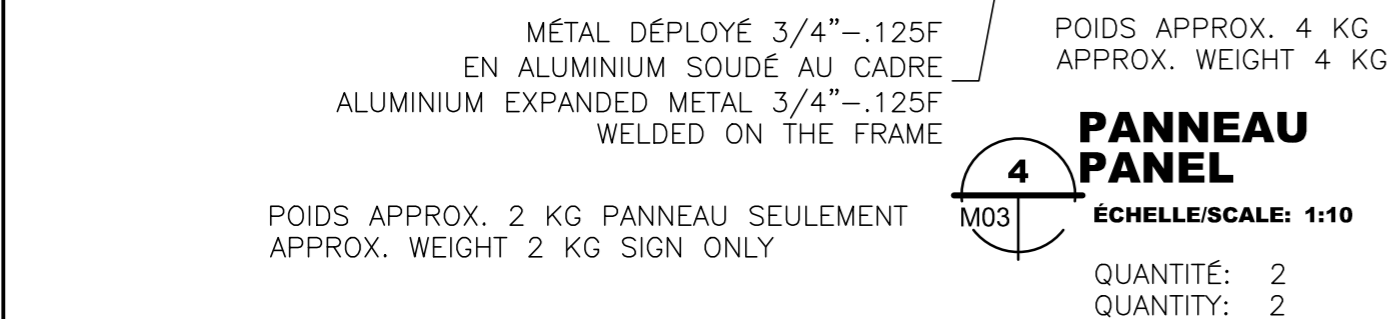 MÉTAL DÉPLOYÉ 3/4"-.125F
EN ALUMINIUM SOUDÉ AU CADRE
ALUMINIUM EXPANDED METAL 3/4"-.125F
WELDED ON THE FRAME
POIDS APPROX. 4 KG
APPROX. WEIGHT 4 KG
POIDS APPROX. 2 KG PANNEAU SEULEMENT
APPROX. WEIGHT 2 KG SIGN ONLY
4
M03
PANNEAU
PANEL
ÉCHELLE/SCALE: 1:10
QUANTITÉ: 2
QUANTITY: 2